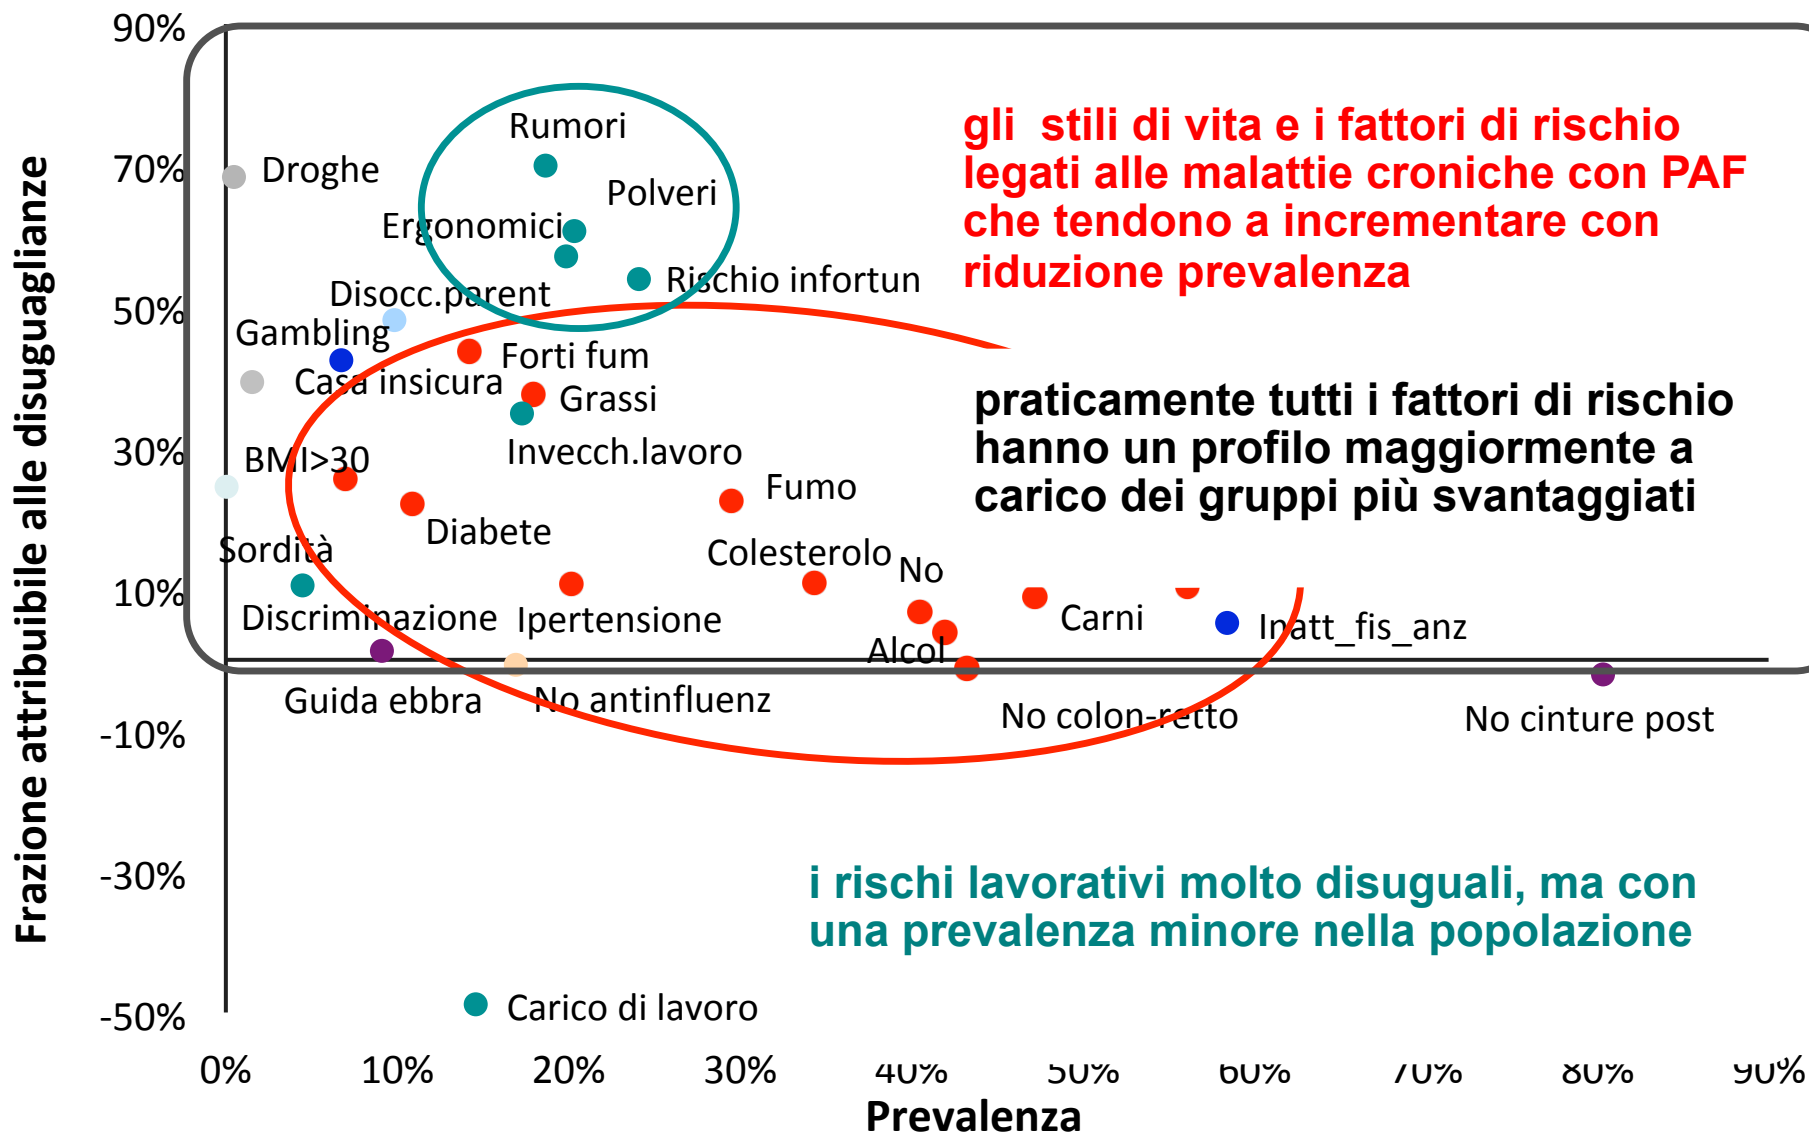 Frazione attribuibile alle disuguaglianze
90%
70%
50%
30%
10%
-10%
-30%
-50%
Rumori
Droghe
Polveri
Ergonomici
Rischio infortun
Disocc.parent
Gambling
Forti fum
Casa insicura
Grassi
Invecch.lavoro
BMI>30
Fumo
Diabete
Sordità
Colesterolo
No
Discriminazione
Ipertensione
Carni
Inatt_fis_anz
Alcol
Guida ebbra
No antinfluenz
No colon-retto
No cinture post
Carico di lavoro
gli stili di vita e i fattori di rischio
legati alle malattie croniche con PAF
che tendono a incrementare con
riduzione prevalenza
praticamente tutti i fattori di rischio
hanno un profilo maggiormente a
carico dei gruppi più svantaggiati
i rischi lavorativi molto disuguali, ma con
una prevalenza minore nella popolazione
0% 10% 20% 30% 40% 50% 60% 70% 80% 90%
Prevalenza